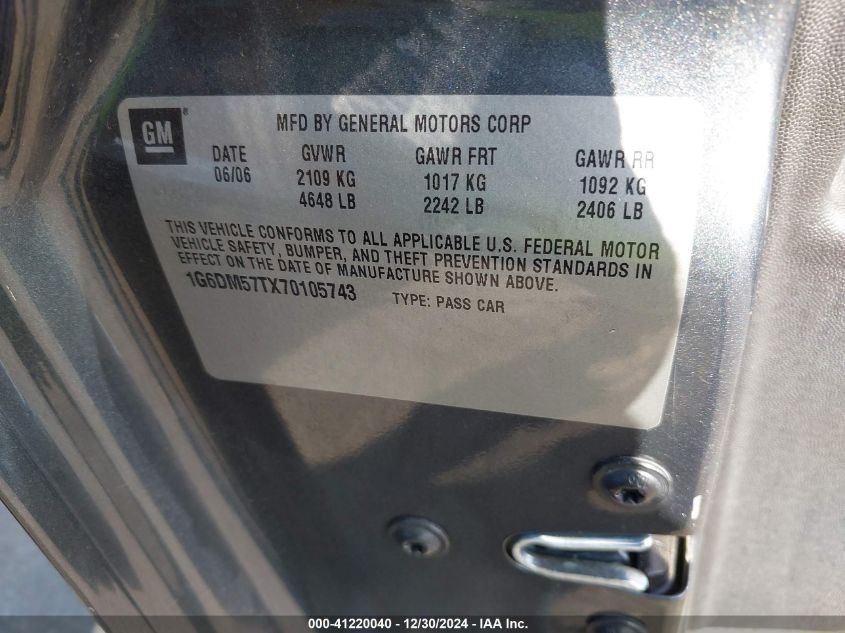 GM ®
MFD BY GENERAL MOTORS CORP
DATE GVWR GAWR FRT GAWR RR
06/06 2109 KG 1017 KG 1092 KG
4648 LB 2242 LB 2406 LB
THIS VEHICLE CONFORMS TO ALL APPLICABLE U.S. FEDERAL MOTOR
VEHICLE SAFETY, BUMPER, AND THEFT PREVENTION STANDARDS IN
EFFECT ON THE DATE OF MANUFACTURE SHOWN ABOVE.
1G6DM57TX70105743 TYPE: PASS CAR
000-41220040 - 12/30/2024 - IAA Inc.